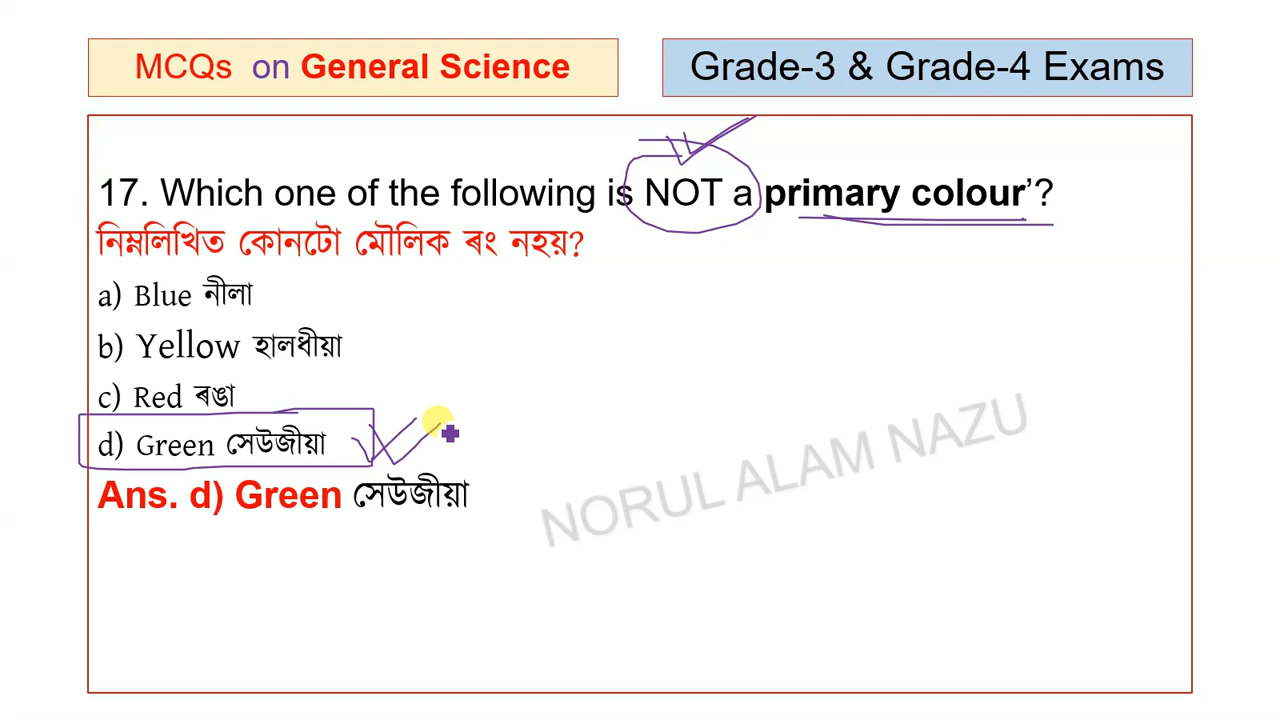 MCQs on General Science
Grade-3 & Grade-4 Exams
17. Which one of the following is NOT a primary colour’?
নিম্নলিখিত কোনটো মৌলিক ৰং নহয়?
a) Blue নীলা
b) Yellow হালধীয়া
c) Red ৰঙা
d) Green সেউজীয়া
Ans. d) Green সেউজীয়া
NORUL ALAM NAZU